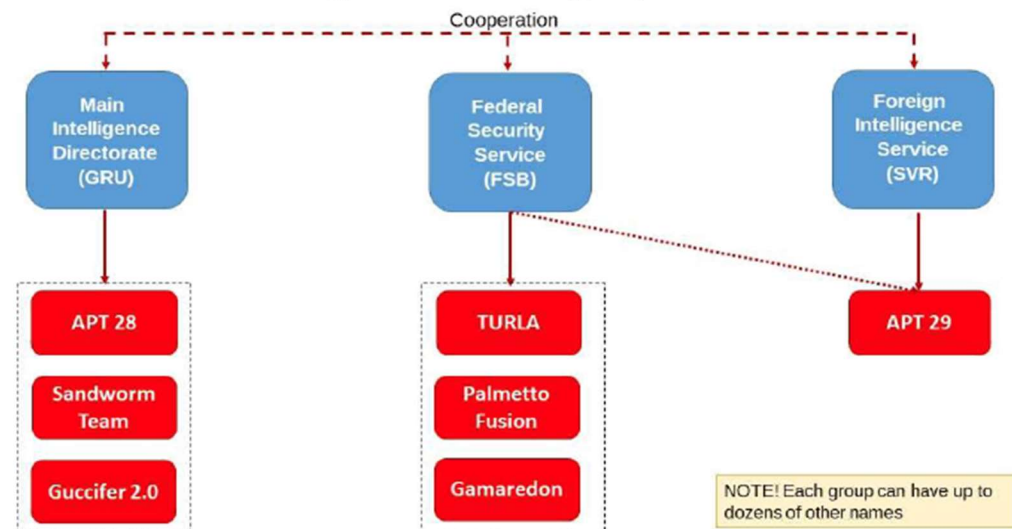 Cooperation
Main
Intelligence
Directorate
(GRU)
Federal
Security
Service
(FSB)
Foreign
Intelligence
Service
(SVR)
APT 28
Sandworm
Team
Guccifer 2.0
TURLA
Palmetto
Fusion
Gamaredon
APT 29
NOTE! Each group can have up to
dozens of other names